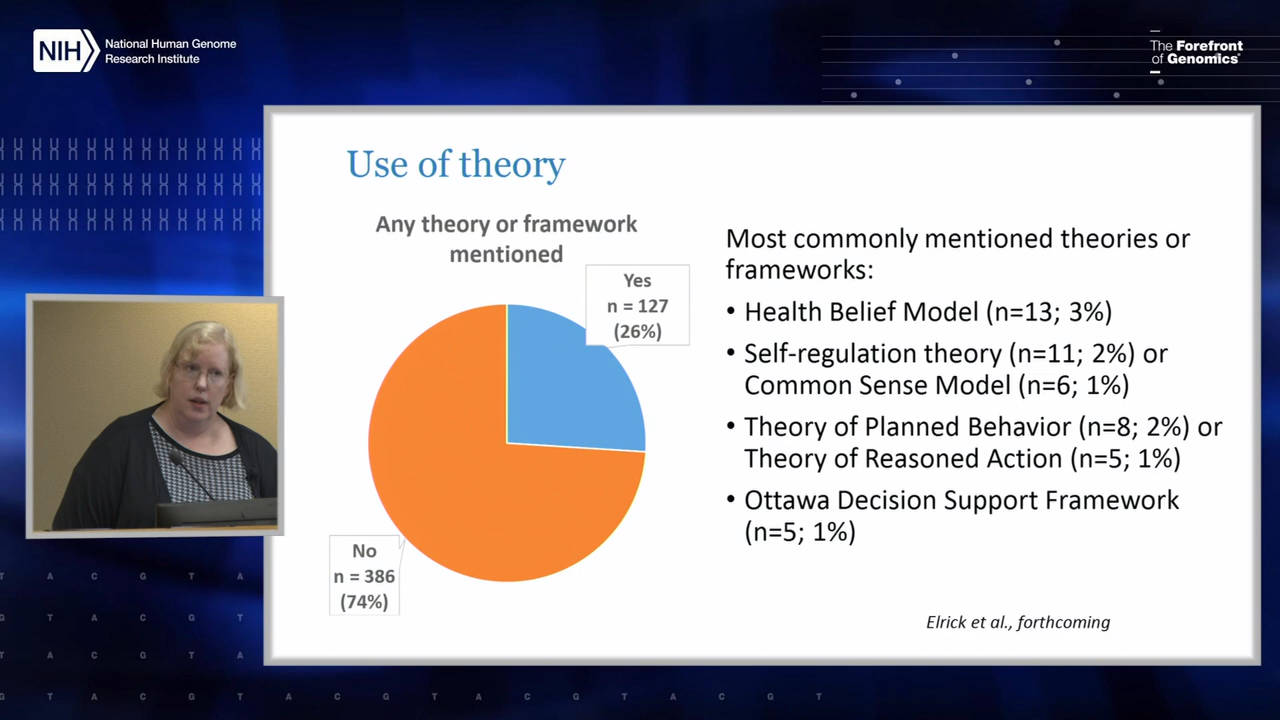 NIH
National Human Genome
Research Institute
The Forefront
of Genomics®
Use of theory
Any theory or framework
mentioned
Yes
n = 127
(26%)
No
n = 386
(74%)
Most commonly mentioned theories or
frameworks:
• Health Belief Model (n=13; 3%)
• Self-regulation theory (n=11; 2%) or
Common Sense Model (n=6; 1%)
• Theory of Planned Behavior (n=8; 2%) or
Theory of Reasoned Action (n=5; 1%)
• Ottawa Decision Support Framework
(n=5; 1%)
Elrick et al., forthcoming
T A C G T A
G T A C G T
T A C G T A
G T A C G T A C G T A C G T A C G T